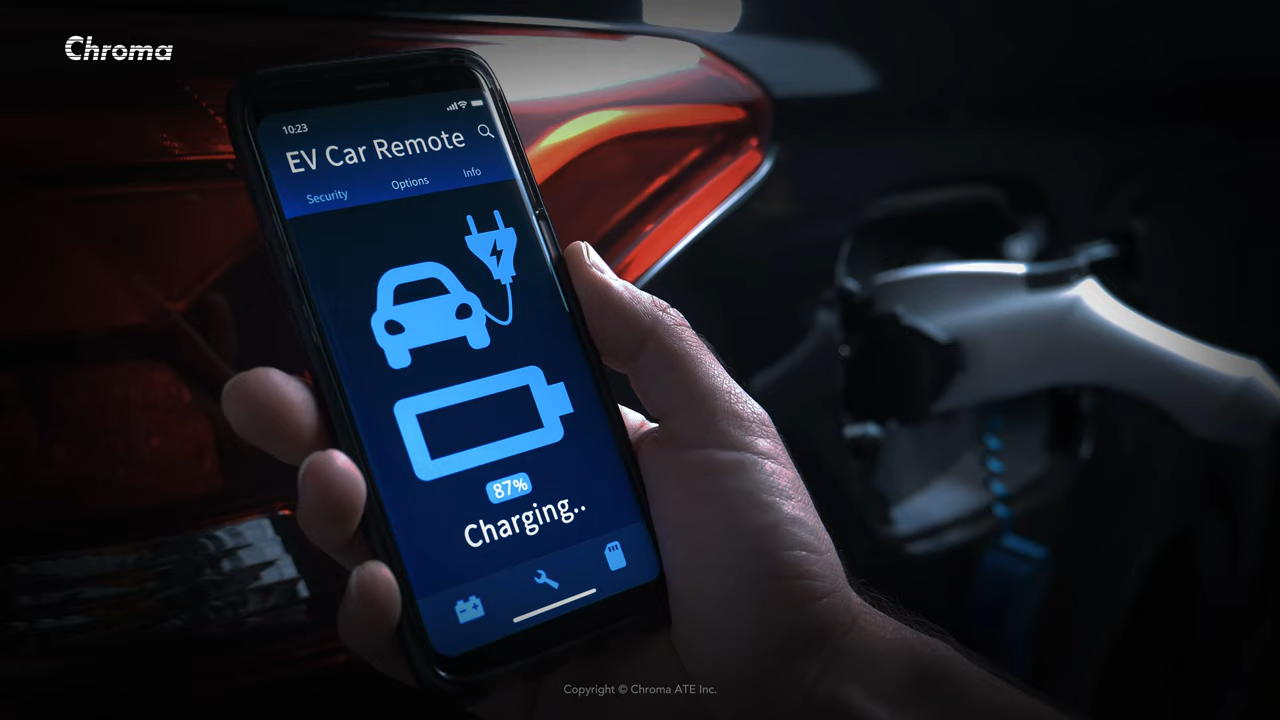 Chroma
10:23
EV Car Remote
Security Options Info
87%
Charging..
Copyright © Chroma ATE Inc.